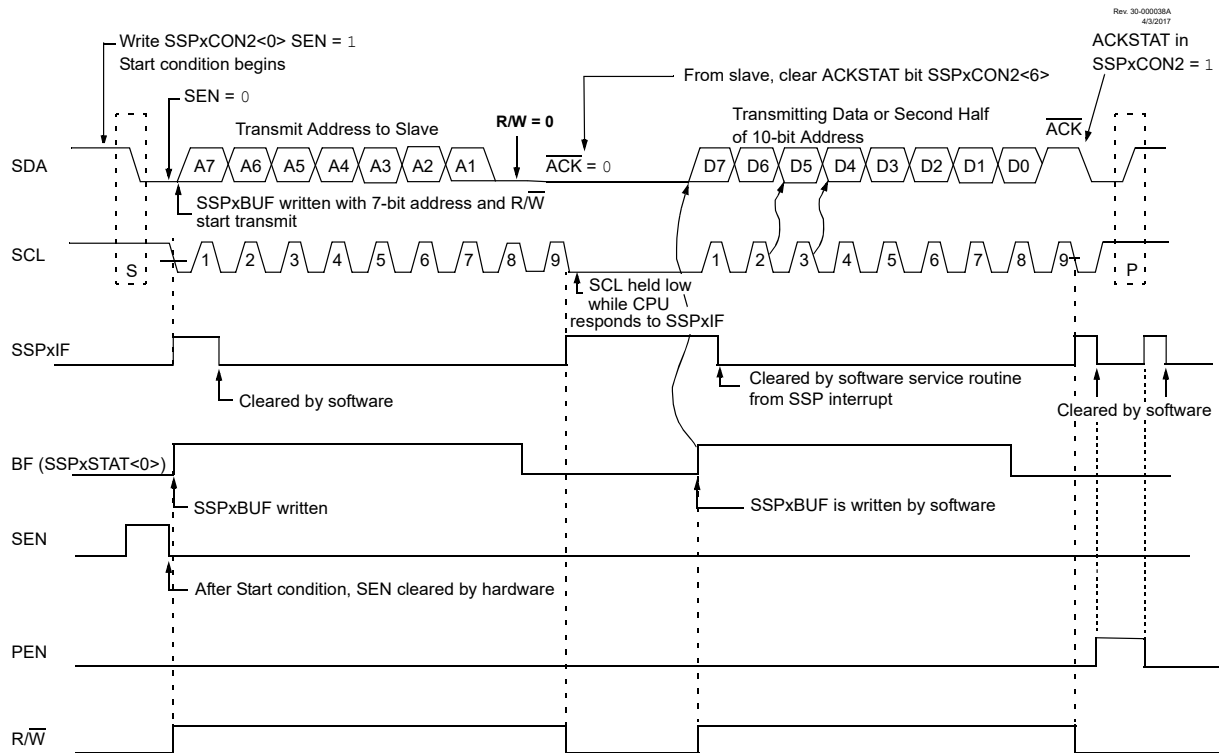 Rev. 30-000038A
4/3/2017
Write SSPxCON2<0> SEN = 1
Start condition begins
ACKSTAT in
SSPxCON2 = 1
From slave, clear ACKSTAT bit SSPxCON2<6>
SEN = 0
Transmit Address to Slave
R/W = 0
Transmitting Data or Second Half
of 10-bit Address
ACK
SDA
A7 A6 A5 A4 A3 A2 A1
ACK = 0
D7 D6 D5 D4 D3 D2 D1 D0
SSPxBUF written with 7-bit address and R/W
start transmit
SCL
S
1 2 3 4 5 6 7 8 9
1 2 3 4 5 6 7 8 9
P
SCL held low
while CPU
responds to SSPxIF
SSPxIF
Cleared by software
Cleared by software service routine
from SSP interrupt
Cleared by software
BF (SSPxSTAT<0>)
SSPxBUF written
SSPxBUF is written by software
SEN
After Start condition, SEN cleared by hardware
PEN
R/W